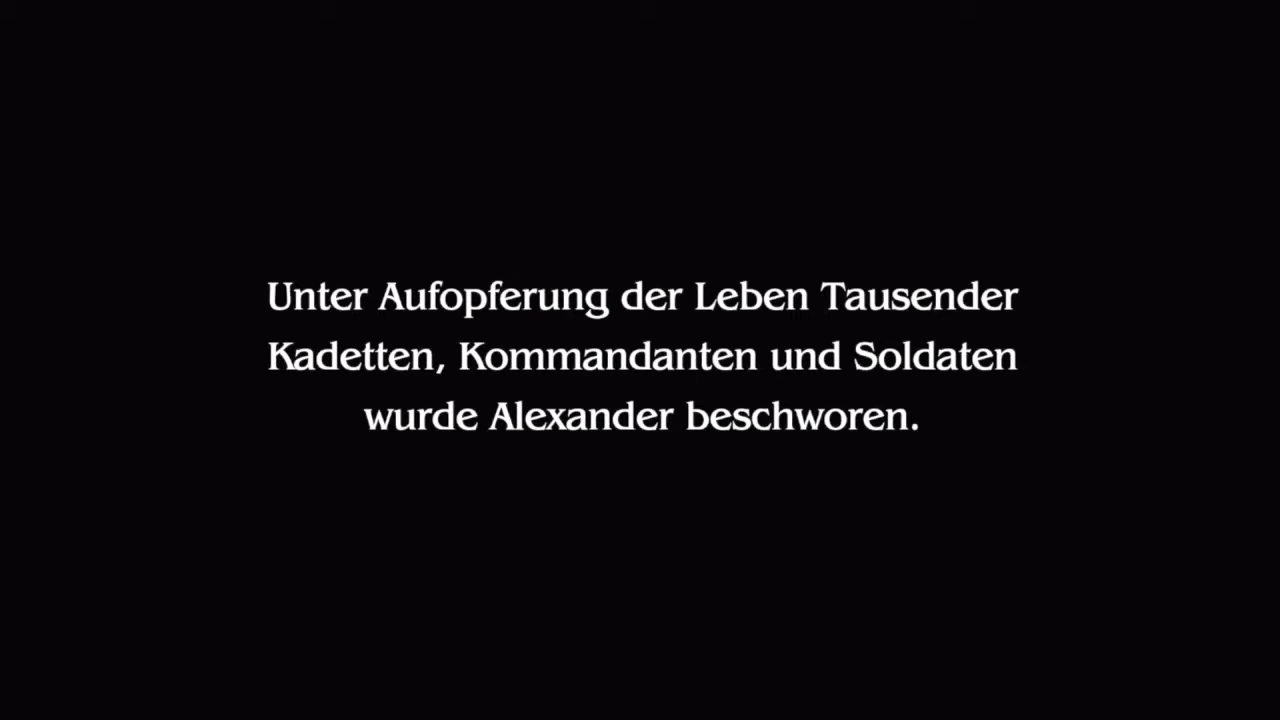 Unter Aufopferung der Leben Tausender
Kadetten, Kommandanten und Soldaten
wurde Alexander beschworen.